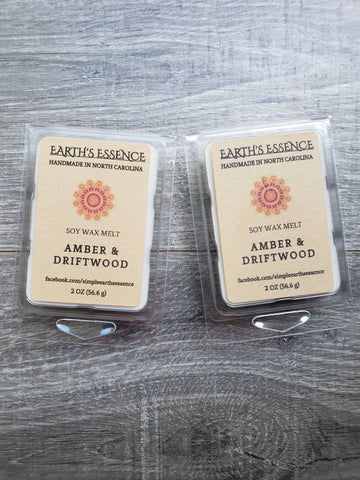 EARTH'S ESSENCE
HANDMADE IN NORTH CAROLINA
SOY WAX MELT
AMBER &
DRIFTWOOD
facebook.com/simpleearthsessence
2 OZ (56.6 g)
EARTH'S ESSENCE
HANDMADE IN NORTH CAROLINA
SOY WAX MELT
AMBER &
DRIFTWOOD
facebook.com/simpleearthsessence
2 OZ (56.6 g)